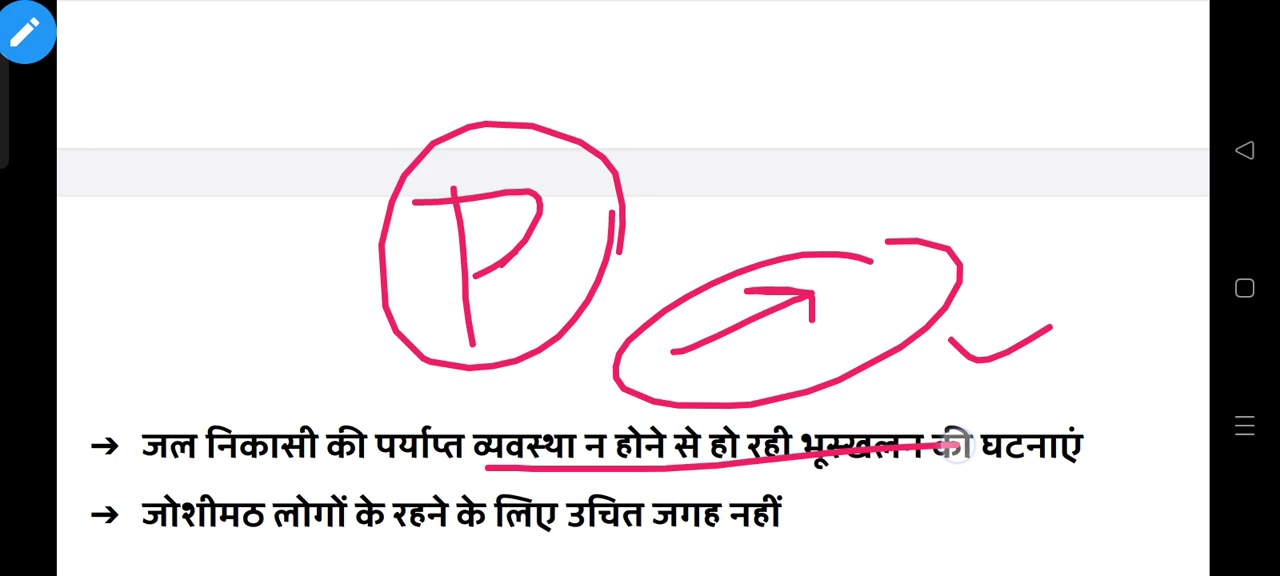 P
➔ जल निकासी की पर्याप्त व्यवस्था न होने से हो रही भूस्खलन की घटनाएं
➔ जोशीमठ लोगों के रहने के लिए उचित जगह नहीं